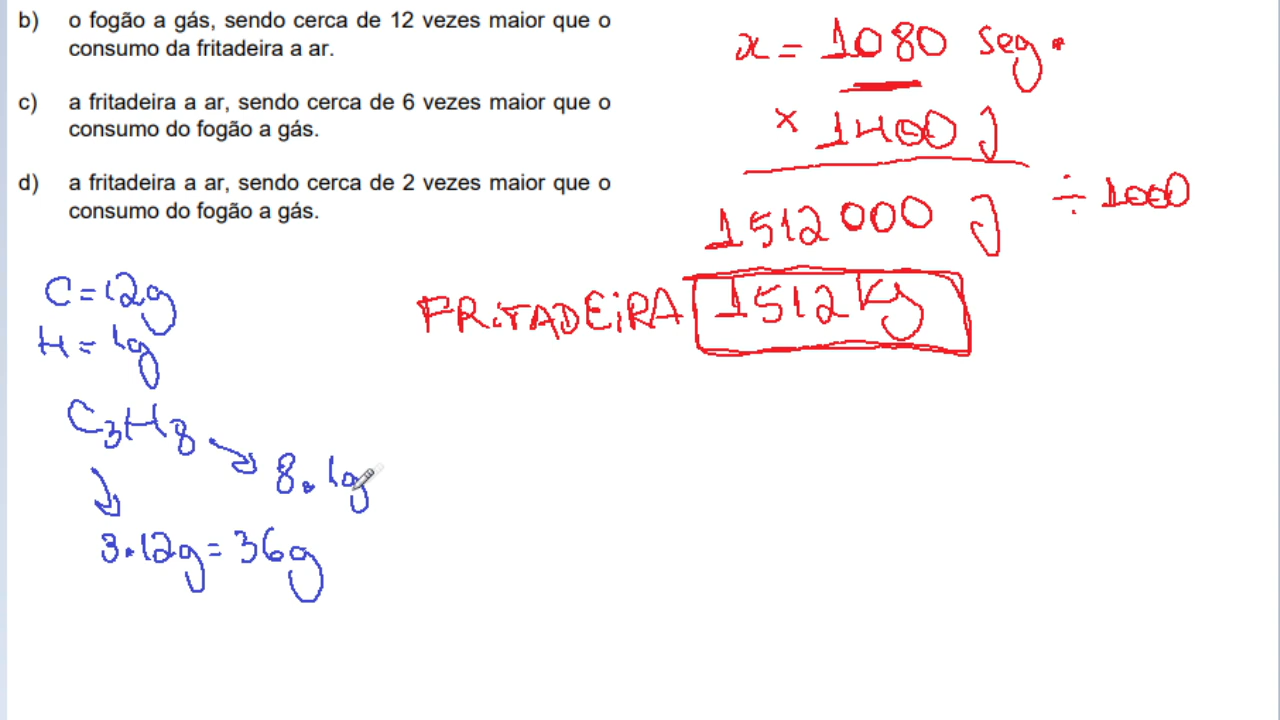 b) o fogão a gás, sendo cerca de 12 vezes maior que o
consumo da fritadeira a ar.
c) a fritadeira a ar, sendo cerca de 6 vezes maior que o
consumo do fogão a gás.
d) a fritadeira a ar, sendo cerca de 2 vezes maior que o
consumo do fogão a gás.
x = 1080 seg.
x 1400 J
1512000 J ÷ 1000
FRITADEIRA 1512 KJ
C = 12g
H = 1g
C3H8
8.1g
3.12g = 36g